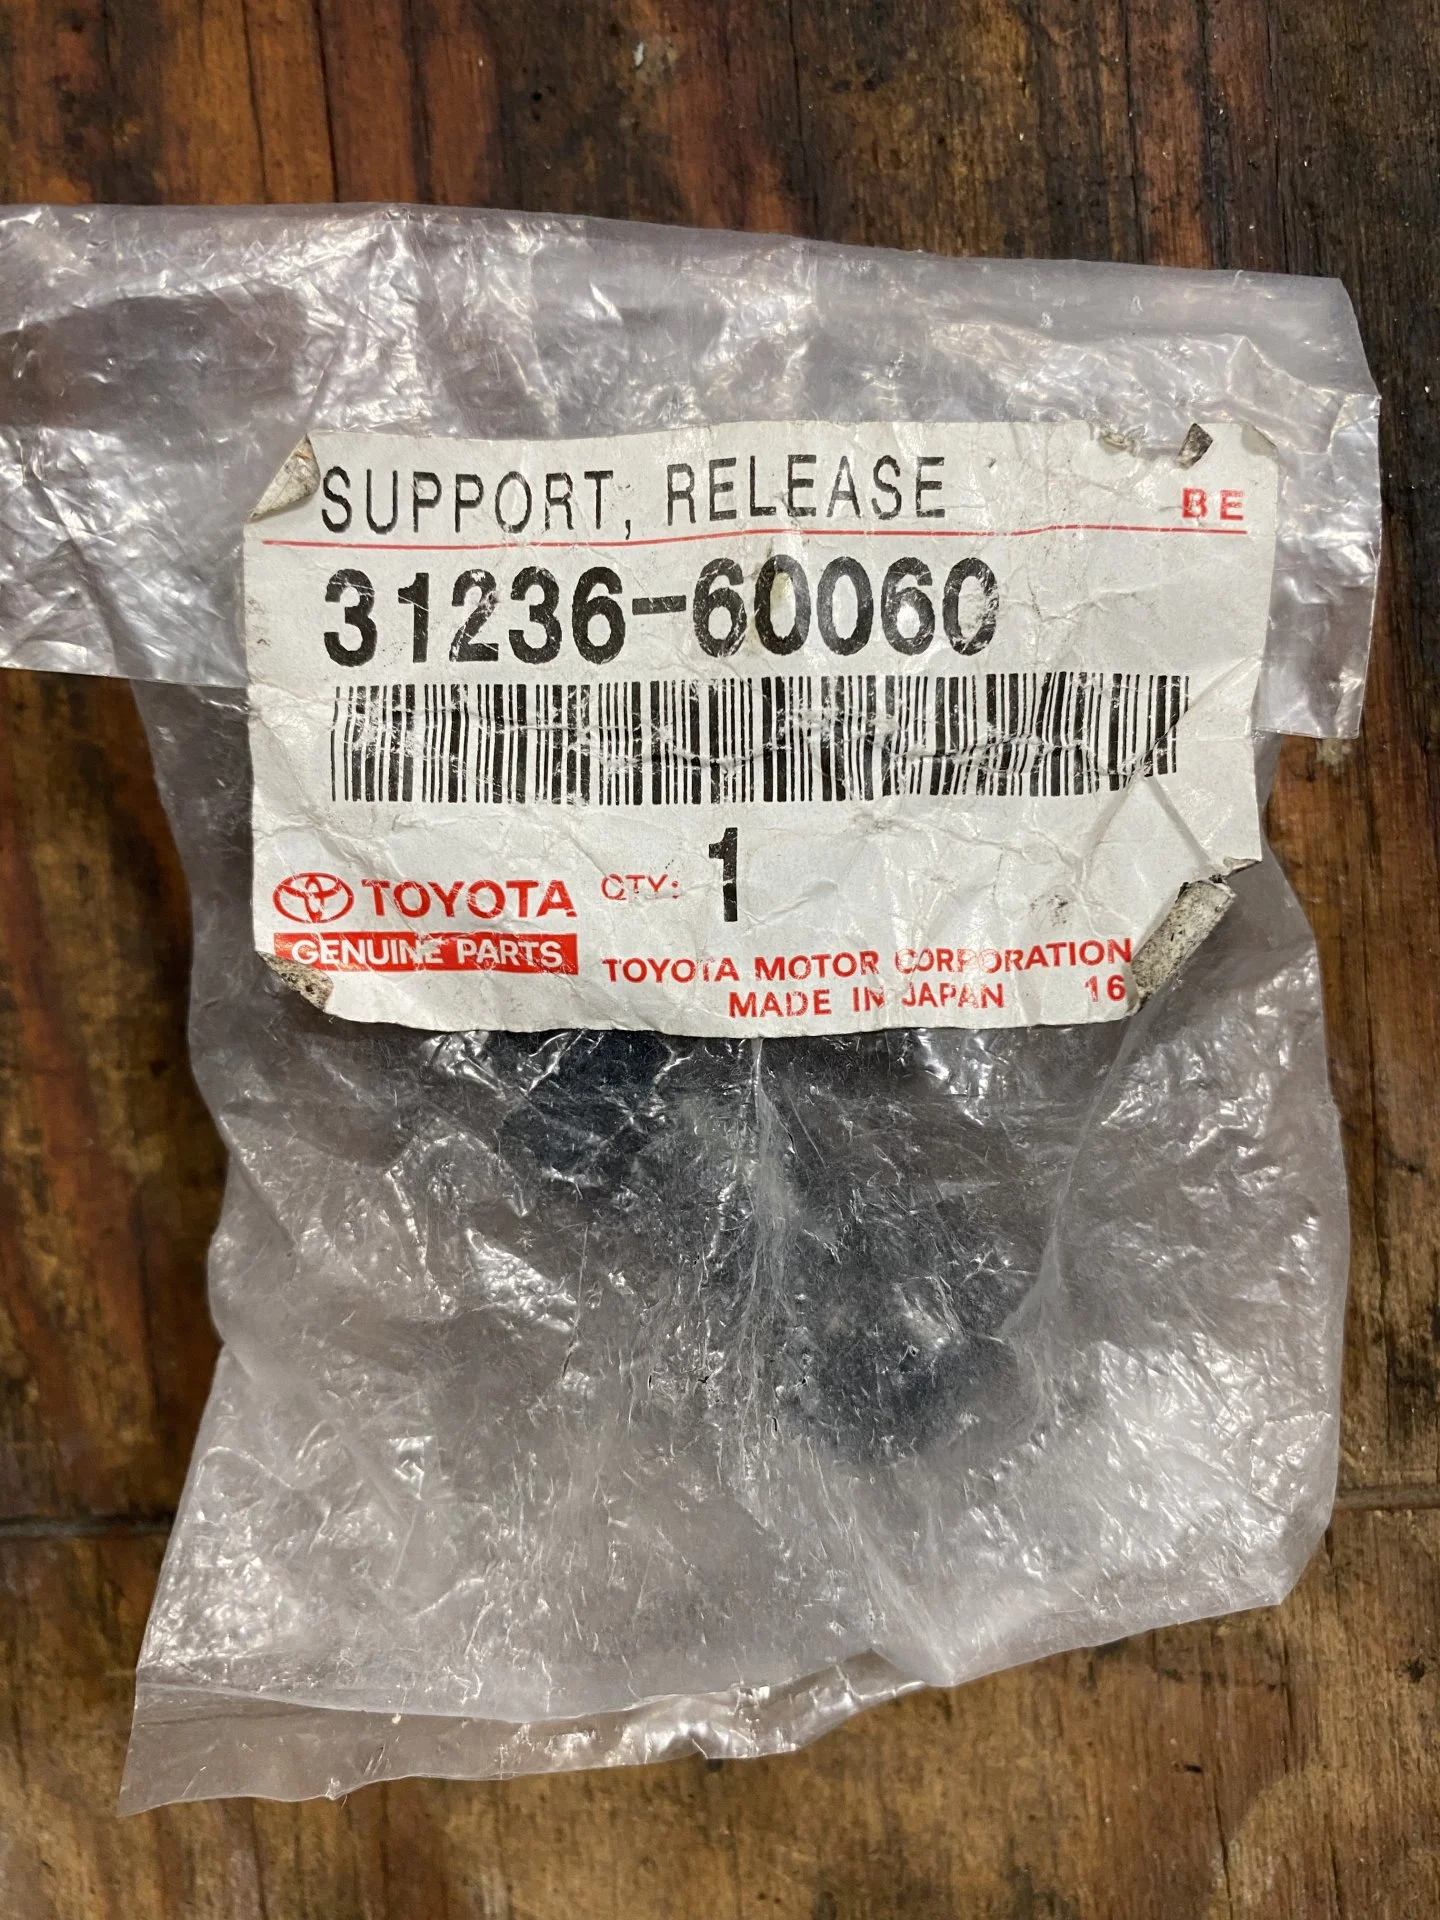 SUPPORT, RELEASE
BE
31236-60060
1
TOYOTA QTY:
GENUINE PARTS
TOYOTA MOTOR CORPORATION
MADE IN JAPAN 16